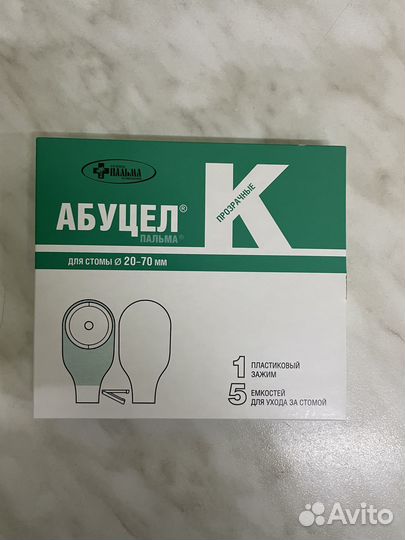 ПАЛЬМА
АБУЦЕЛ®
ПАЛЬМА®
К
ПРОЗРАЧНЫЕ
ДЛЯ СТОМЫ Ø 20-70 ММ
1 ПЛАСТИКОВЫЙ
ЗАЖИМ
5 ЕМКОСТЕЙ
ДЛЯ УХОДА ЗА СТОМОЙ
Avito